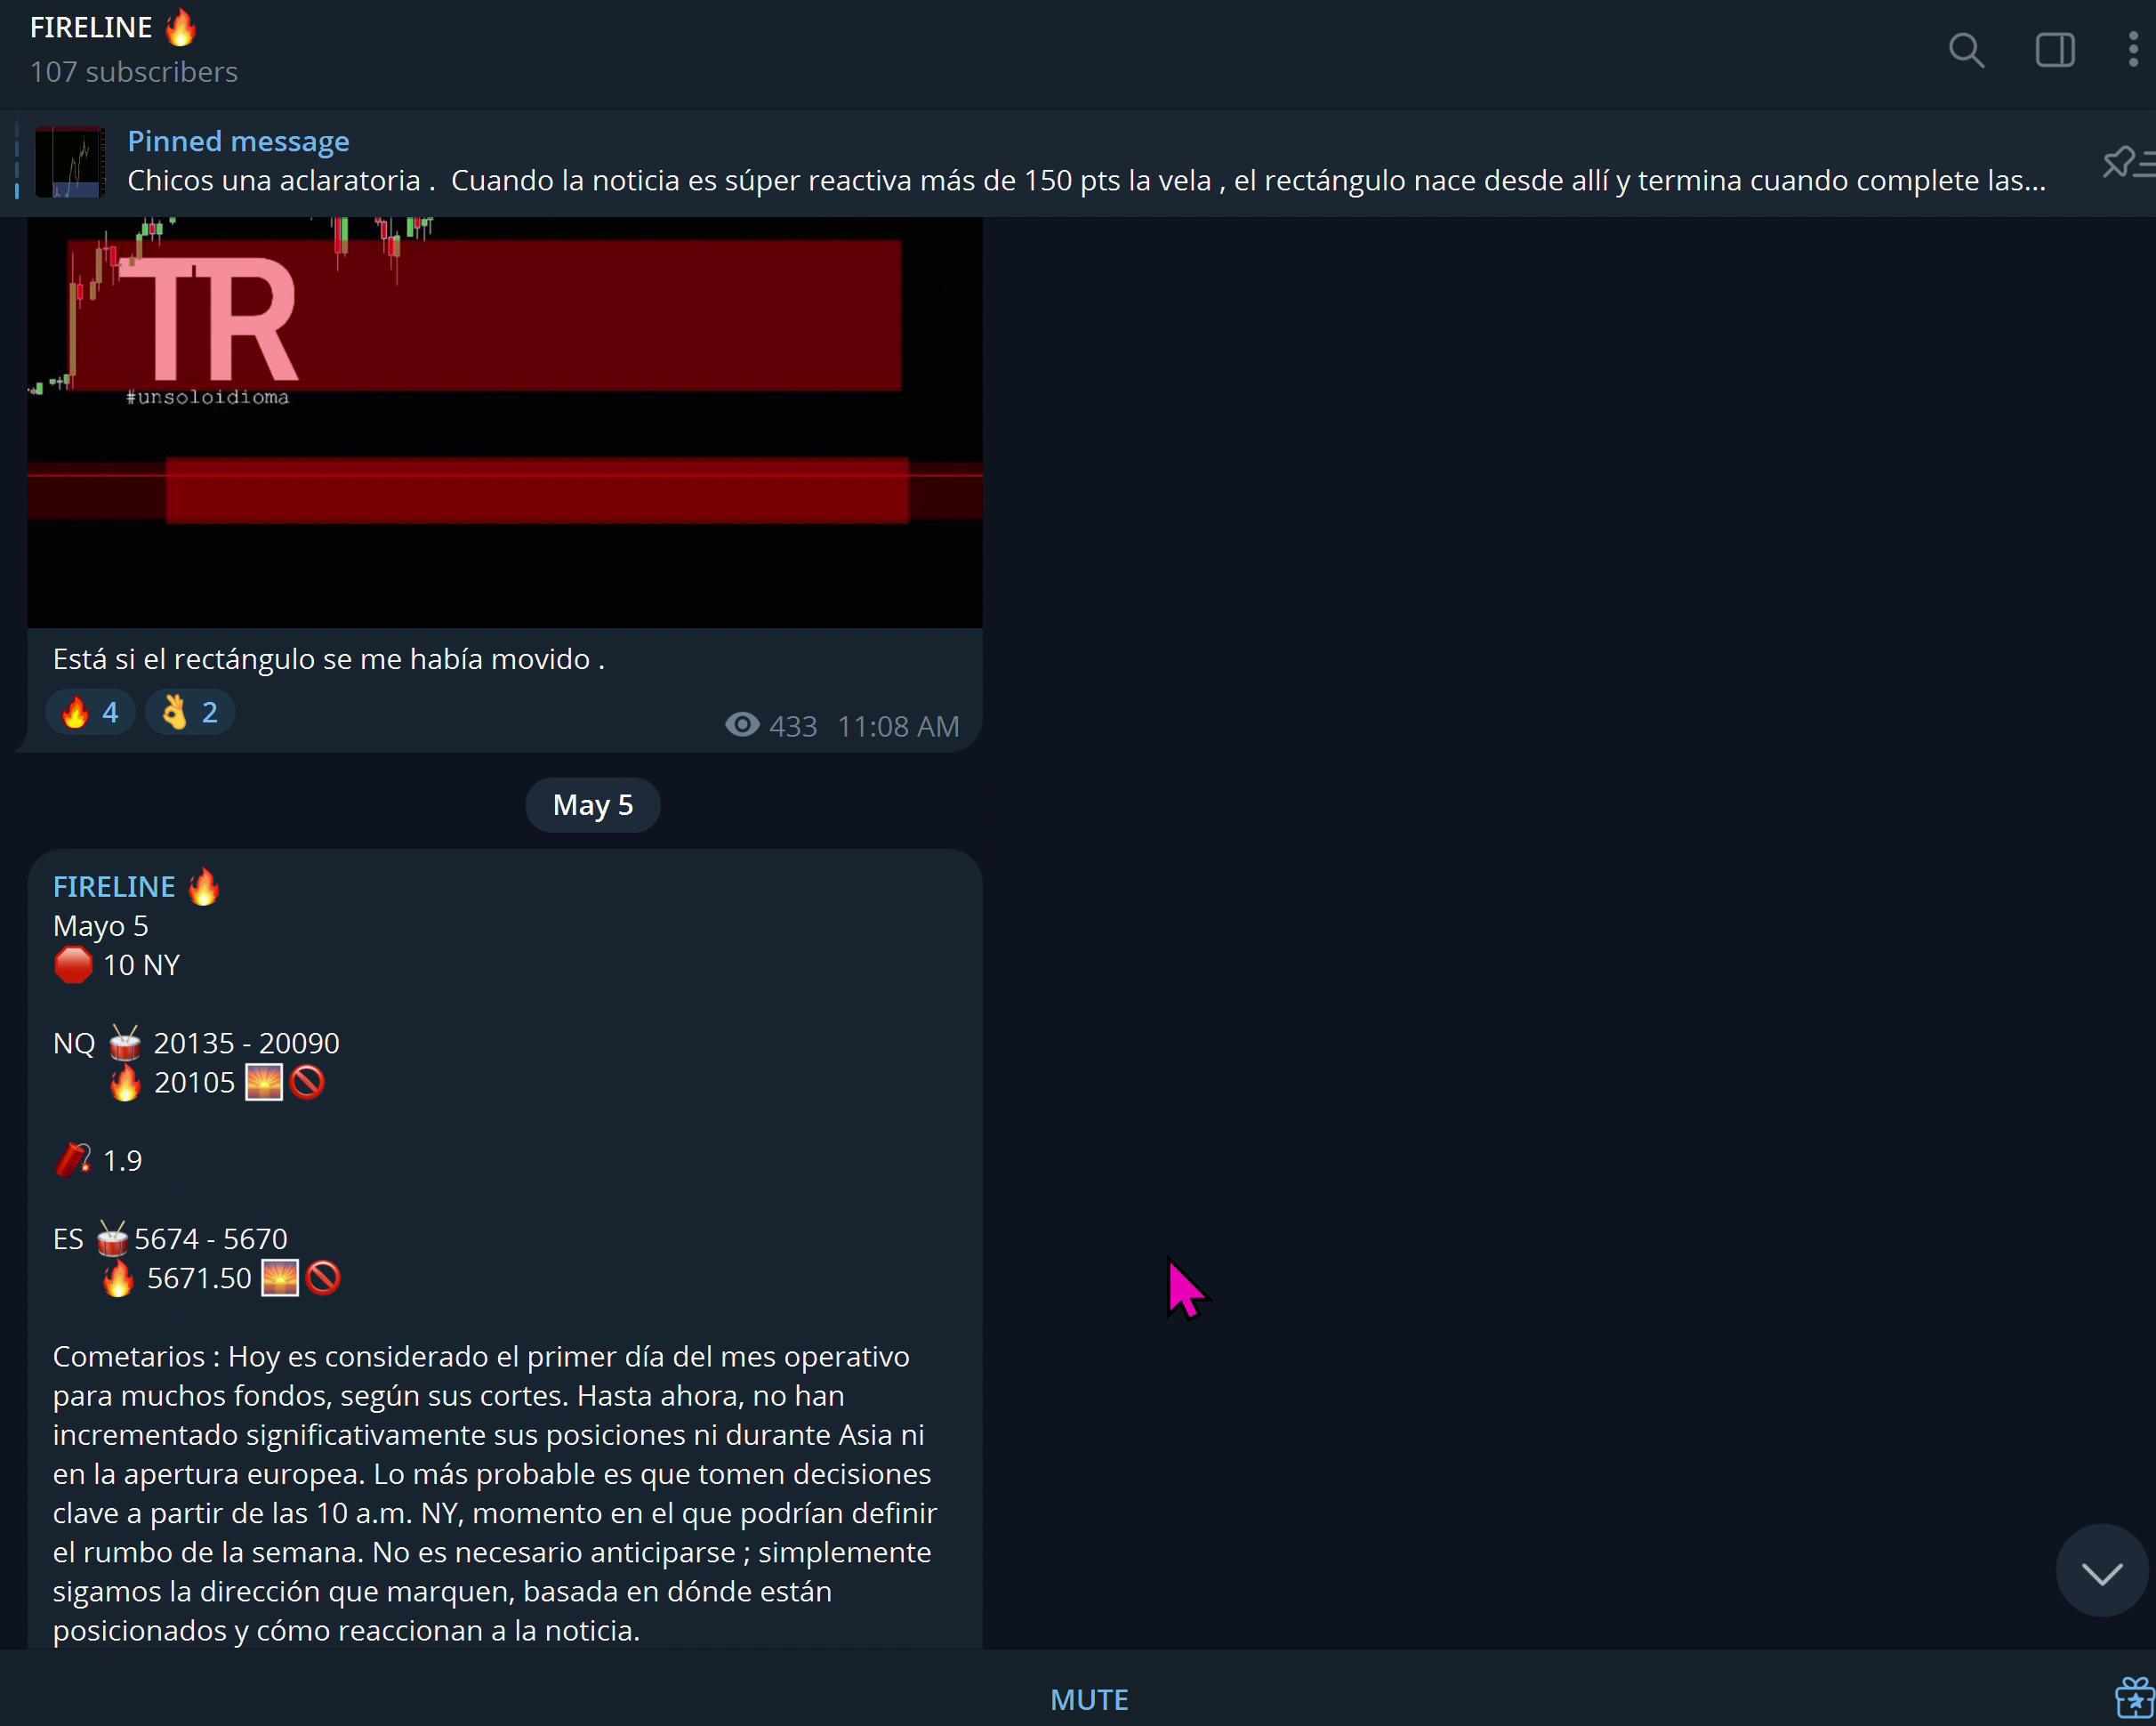 FIRELINE 🔥
107 subscribers
Pinned message
Chicos una aclaratoria .  Cuando la noticia es súper reactiva más de 150 pts la vela , el rectángulo nace desde allí y termina cuando complete las...
TR
#unsoloidioma
Está si el rectángulo se me había movido .
🔥 4 👌 2
433 11:08 AM
May 5
FIRELINE 🔥
Mayo 5
🛑 10 NY
NQ 🥁 20135 - 20090
🔥 20105 🌅🚫
🧨 1.9
ES 🥁5674 - 5670
🔥 5671.50 🌅🚫
Cometarios : Hoy es considerado el primer día del mes operativo
para muchos fondos, según sus cortes. Hasta ahora, no han
incrementado significativamente sus posiciones ni durante Asia ni
en la apertura europea. Lo más probable es que tomen decisiones
clave a partir de las 10 a.m. NY, momento en el que podrían definir
el rumbo de la semana. No es necesario anticiparse ; simplemente
sigamos la dirección que marquen, basada en dónde están
posicionados y cómo reaccionan a la noticia.
MUTE